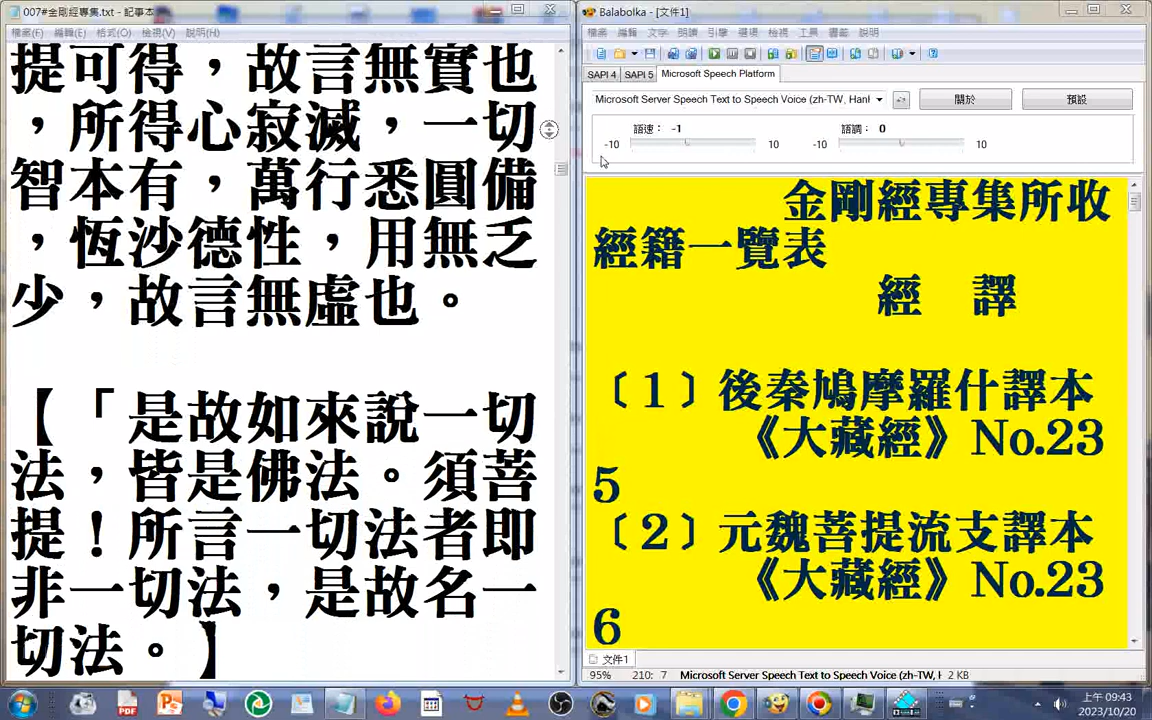 007#金剛經專集.txt - 記事本
檔案(F) 編輯(E) 格式(O) 檢視(V) 說明(H)
提可得，故言無實也
，所得心寂滅，一切
智本有，萬行悉圓備
，恆沙德性，用無乏
少，故言無虛也。
【「是故如來說一切
法，皆是佛法。須菩
提！所言一切法者即
非一切法，是故名一
切法。】
Balabolka - [文件1]
檔案 編輯 文字 朗讀 引擎 選項 檢視 工具 書籤 說明
SAPI 4 SAPI 5 Microsoft Speech Platform
Microsoft Server Speech Text to Speech Voice (zh-TW, Hanl
關於 預設
語速： -1 語調： 0
-10 10 -10 10
金剛經專集所收
經籍一覽表
經　譯
〔1〕後秦鳩摩羅什譯本
《大藏經》No.23
5
〔2〕元魏菩提流支譯本
《大藏經》No.23
6
文件1
95% 210: 7 Microsoft Server Speech Text to Speech Voice (zh-TW, H 2 KB
PDF
上午 09:43
2023/10/20